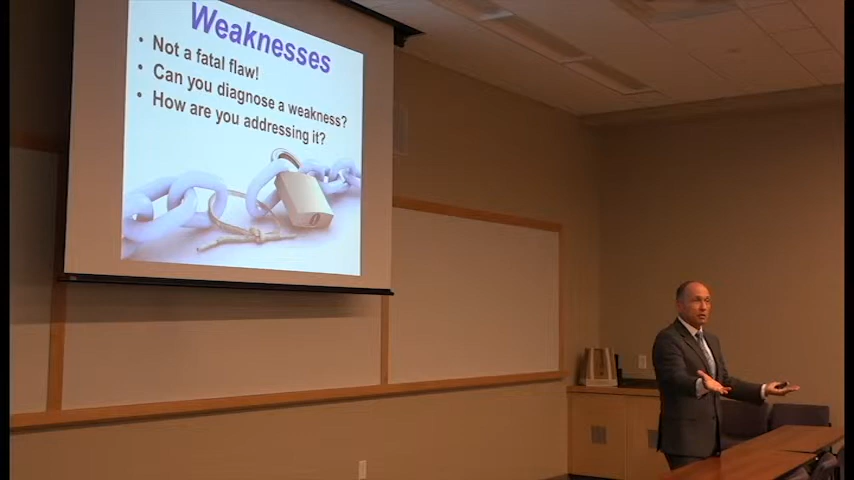 Weaknesses
• Not a fatal flaw!
• Can you diagnose a weakness?
• How are you addressing it?